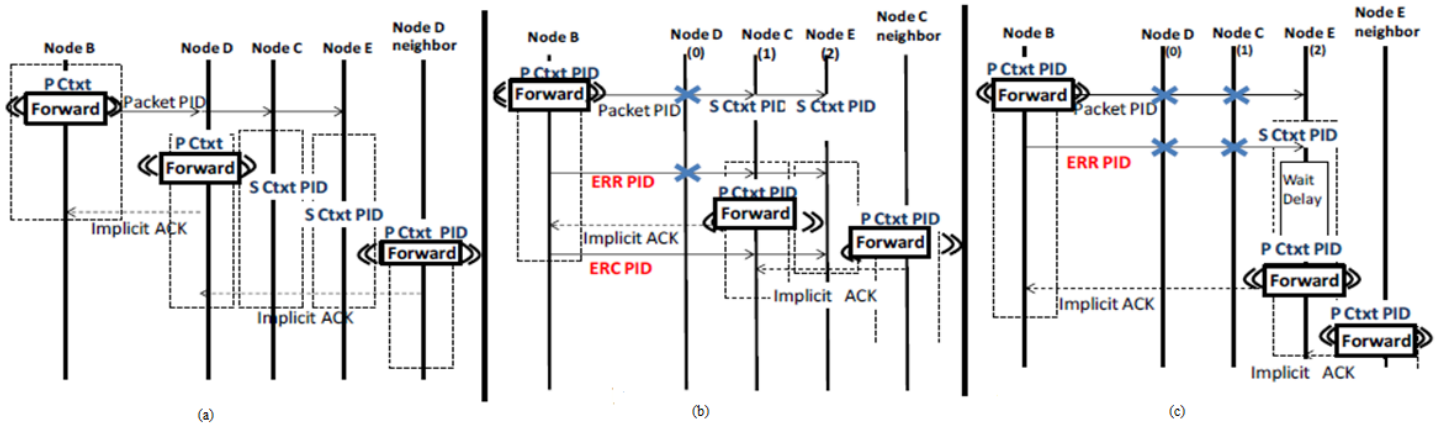 Node B
Node D
Node C
Node E
Node D
neighbor
P Ctxt
Forward
Packet PID
P Ctxt
Forward
S Ctxt PID
S Ctxt PID
Implicit ACK
P Ctxt PID
Forward
Implicit ACK
(a)
Node B
Node D
(0)
Node C
(1)
Node E
(2)
Node C
neighbor
P Ctxt PID
Forward
Packet PID
S Ctxt PID
S Ctxt PID
ERR PID
P Ctxt PID
Forward
P Ctxt PID
Forward
Implicit ACK
ERC PID
Implicit ACK
(b)
Node B
Node D
(0)
Node C
(1)
Node E
(2)
Node E
neighbor
P Ctxt PID
Forward
Packet PID
S Ctxt PID
ERR PID
Wait
Delay
P Ctxt PID
Forward
Implicit ACK
P Ctxt PID
Forward
Implicit ACK
(c)